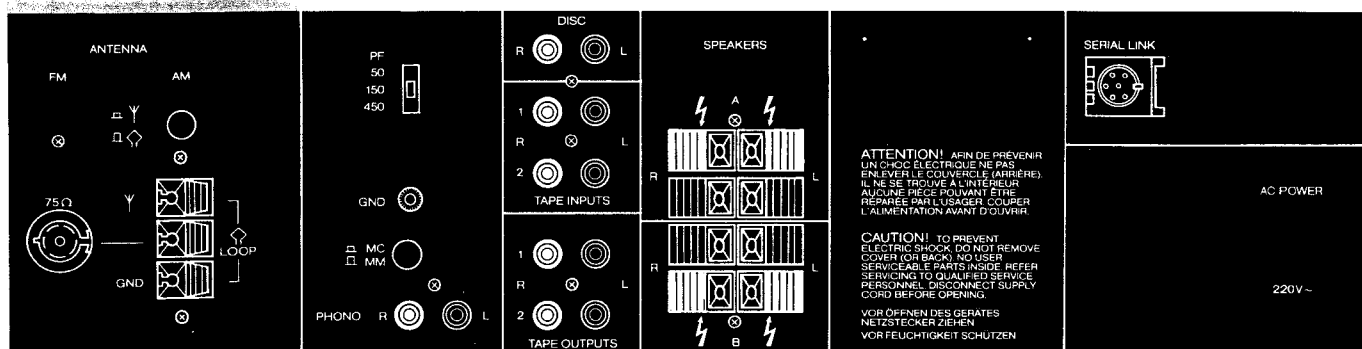 ANTENNA
FM
AM
75Ω
LOOP
GND
PF
50
150
450
GND
MC
MM
PHONO R L
DISC
R L
1
R L
2
TAPE INPUTS
1
R L
2
TAPE OUTPUTS
SPEAKERS
A
R L
R L
B
ATTENTION! AFIN DE PRÉVENIR
UN CHOC ÉLECTRIQUE NE PAS
ENLEVER LE COUVERCLE (ARRIÈRE).
IL NE SE TROUVE À L'INTÉRIEUR
AUCUNE PIÈCE POUVANT ÊTRE
RÉPARÉE PAR L'USAGER. COUPER
L'ALIMENTATION AVANT D'OUVRIR.
CAUTION! TO PREVENT
ELECTRIC SHOCK, DO NOT REMOVE
COVER (OR BACK). NO USER
SERVICEABLE PARTS INSIDE. REFER
SERVICING TO QUALIFIED SERVICE
PERSONNEL. DISCONNECT SUPPLY
CORD BEFORE OPENING.
VOR ÖFFNEN DES GERÄTES
NETZSTECKER ZIEHEN
VOR FEUCHTIGKEIT SCHÜTZEN
SERIAL LINK
AC POWER
220V~